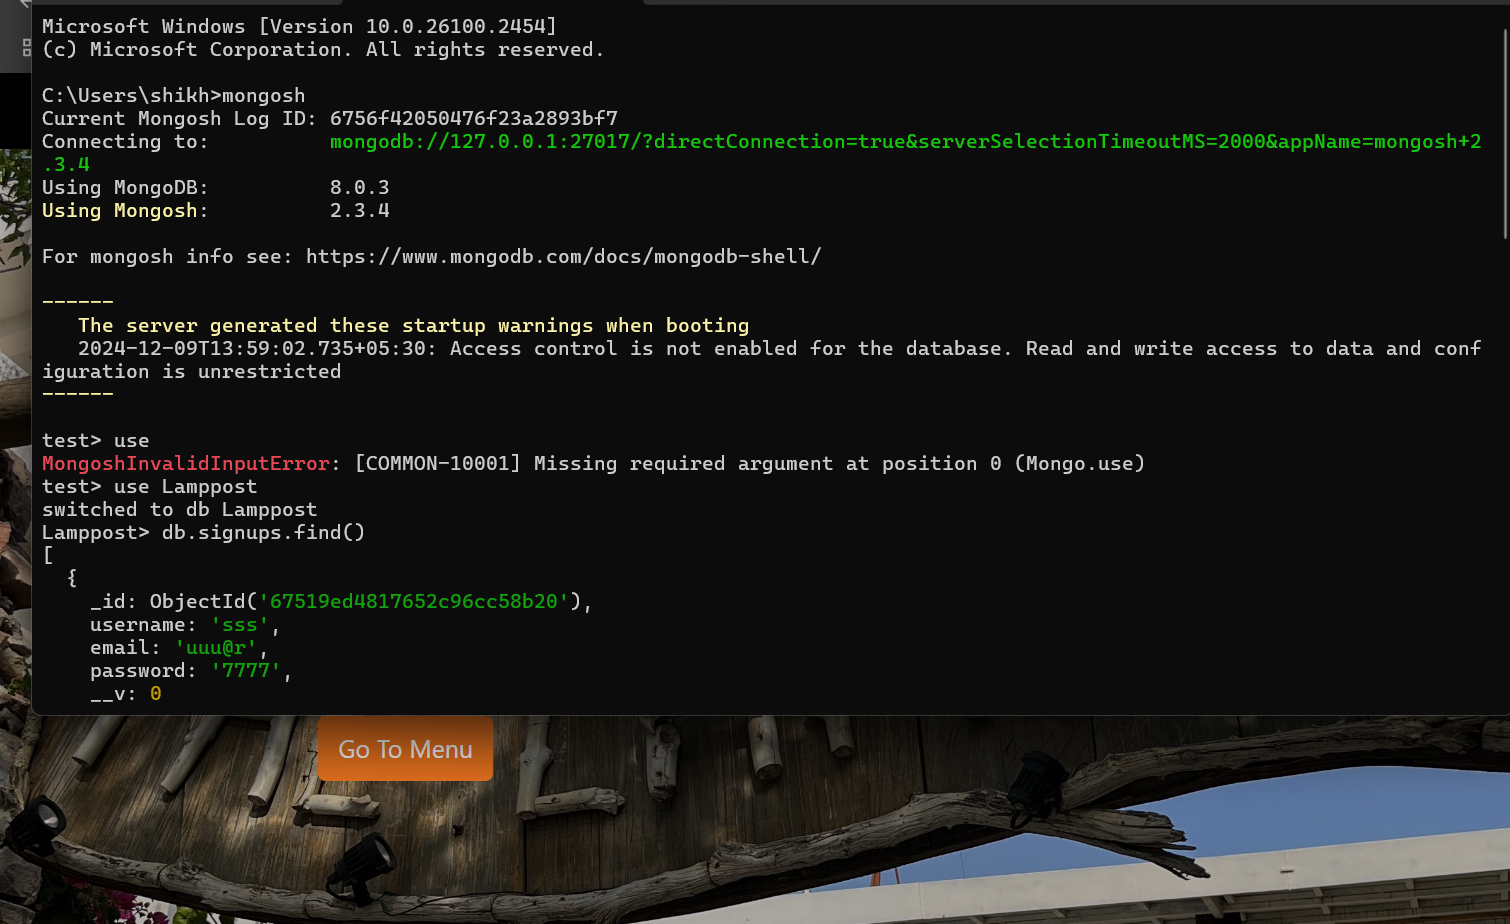 Microsoft Windows [Version 10.0.26100.2454]
(c) Microsoft Corporation. All rights reserved.
C:\Users\shikh>mongosh
Current Mongosh Log ID: 6756f42050476f23a2893bf7
Connecting to:          mongodb://127.0.0.1:27017/?directConnection=true&serverSelectionTimeoutMS=2000&appName=mongosh+2
.3.4
Using MongoDB:          8.0.3
Using Mongosh:          2.3.4
For mongosh info see: https://www.mongodb.com/docs/mongodb-shell/
------
   The server generated these startup warnings when booting
   2024-12-09T13:59:02.735+05:30: Access control is not enabled for the database. Read and write access to data and conf
iguration is unrestricted
------
test> use
MongoshInvalidInputError: [COMMON-10001] Missing required argument at position 0 (Mongo.use)
test> use Lamppost
switched to db Lamppost
Lamppost> db.signups.find()
[
  {
    _id: ObjectId('67519ed4817652c96cc58b20'),
    username: 'sss',
    email: 'uuu@r',
    password: '7777',
    __v: 0
Go To Menu